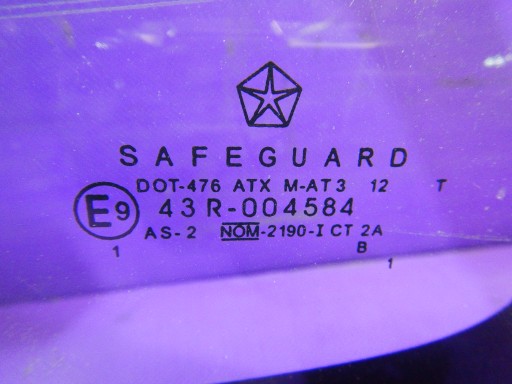 SAFEGUARD
DOT-476 ATX M-AT3 12 T
E9 43R-004584
AS-2 NOM-2190-I CT 2A
1 B
1